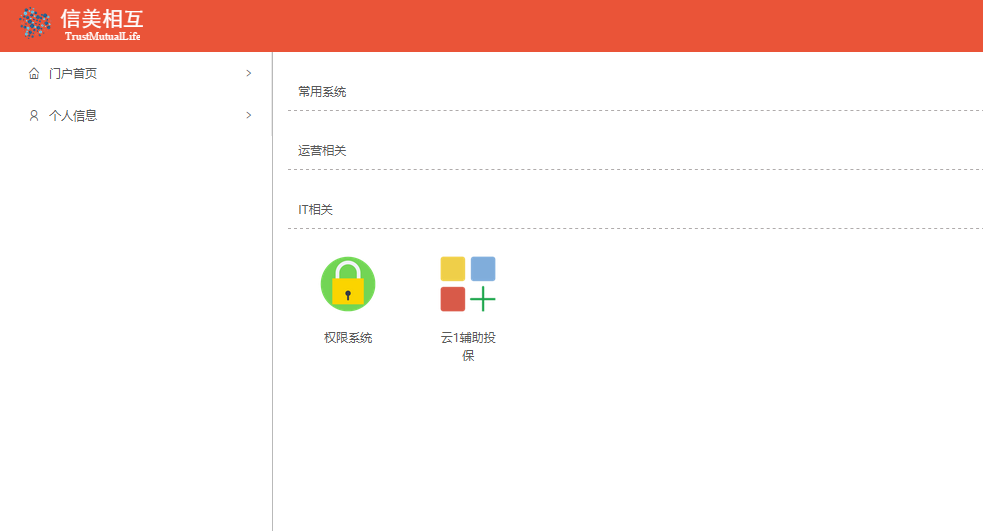 信美相互
TrustMutualLife
门户首页
个人信息
常用系统
运营相关
IT相关
权限系统
云1辅助投
保